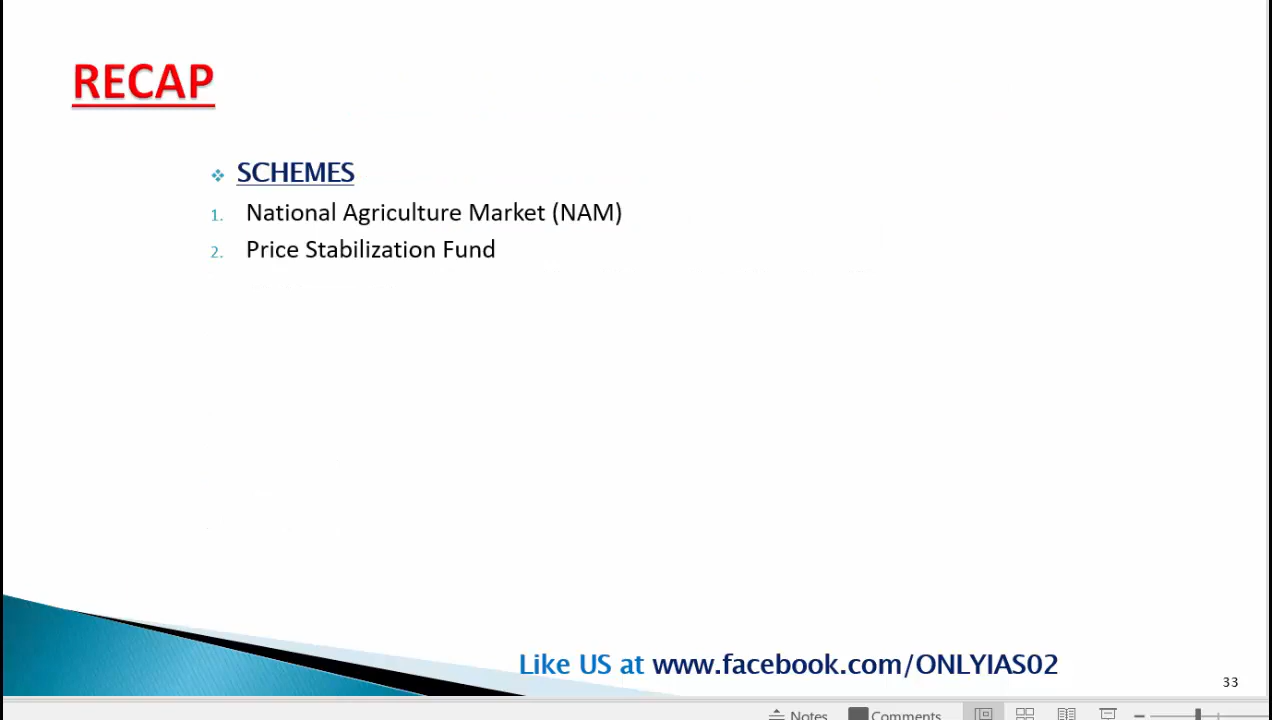 RECAP
❖ SCHEMES
1. National Agriculture Market (NAM)
2. Price Stabilization Fund
Like US at www.facebook.com/ONLYIAS02
33
Notes Comments